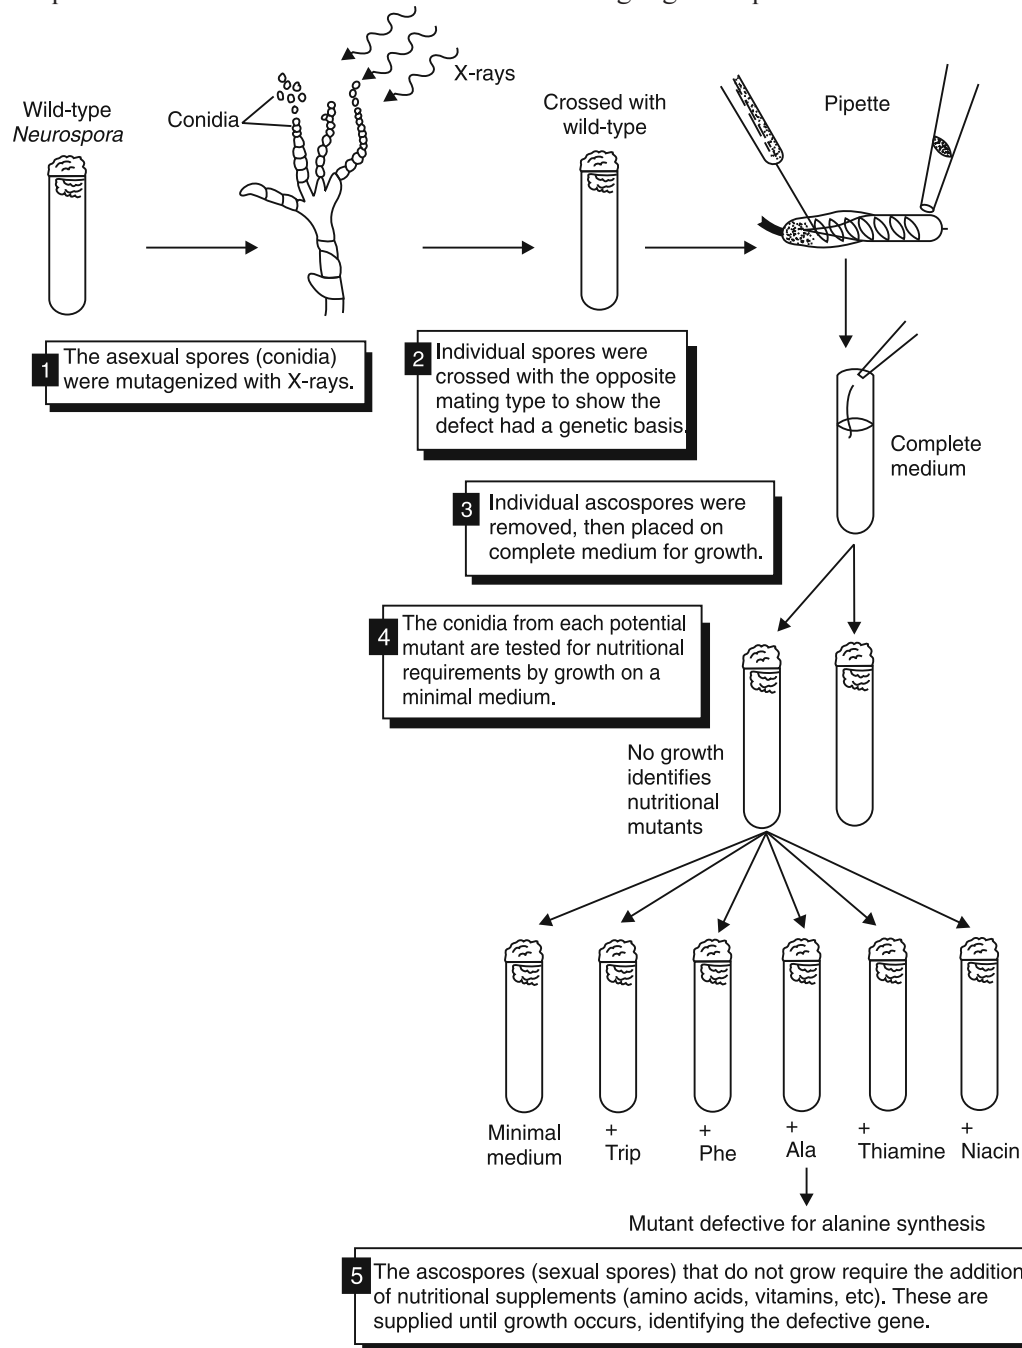 X-rays
Wild-type
Neurospora
Conidia
Crossed with
wild-type
Pipette
1 The asexual spores (conidia)
were mutagenized with X-rays.
2 Individual spores were
crossed with the opposite
mating type to show the
defect had a genetic basis.
Complete
medium
3 Individual ascospores were
removed, then placed on
complete medium for growth.
4 The conidia from each potential
mutant are tested for nutritional
requirements by growth on a
minimal medium.
No growth
identifies
nutritional
mutants
Minimal
medium
+
Trip
+
Phe
+
Ala
+
Thiamine
+
Niacin
Mutant defective for alanine synthesis
5 The ascospores (sexual spores) that do not grow require the addition
of nutritional supplements (amino acids, vitamins, etc). These are
supplied until growth occurs, identifying the defective gene.